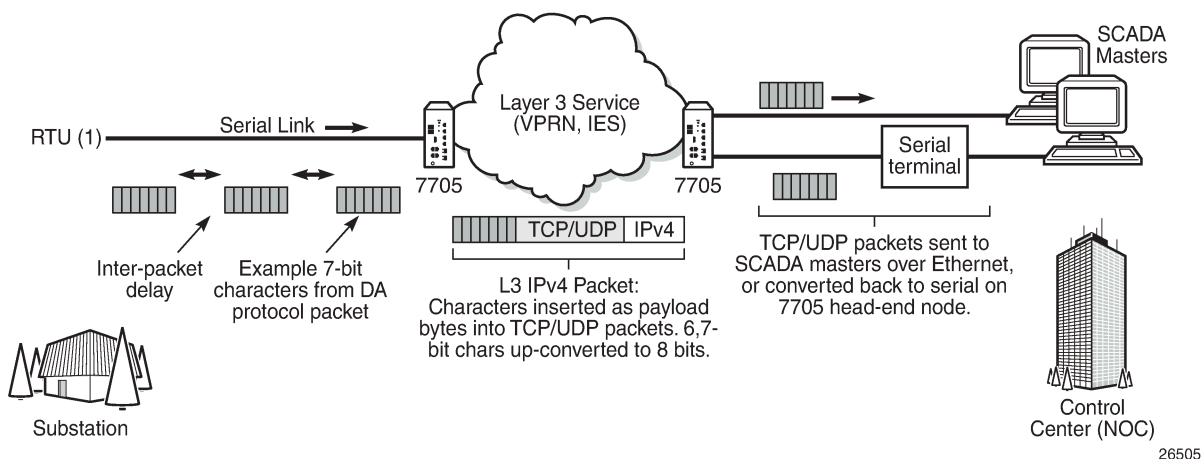 SCADA
Masters
Layer 3 Service
(VPRN, IES)
RTU (1)
Serial Link
Serial
terminal
7705
7705
TCP/UDP
IPv4
Inter-packet
delay
Example 7-bit
characters from DA
protocol packet
L3 IPv4 Packet:
Characters inserted as payload
bytes into TCP/UDP packets. 6,7-
bit chars up-converted to 8 bits.
TCP/UDP packets sent to
SCADA masters over Ethernet,
or converted back to serial on
7705 head-end node.
Substation
Control
Center (NOC)
26505